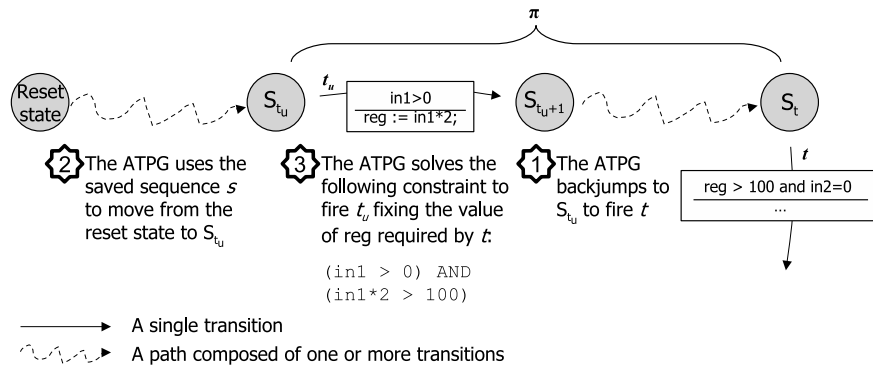 π
Reset
state
S_{t_u}
t_u
in1>0
reg := in1*2;
S_{t_u+1}
S_t
t
reg > 100 and in2=0
...
2 The ATPG uses the
saved sequence s
to move from the
reset state to S_{t_u}
3 The ATPG solves the
following constraint to
fire t_u fixing the value
of reg required by t:
(in1 > 0) AND
(in1*2 > 100)
1 The ATPG
backjumps to
S_{t_u} to fire t
A single transition
A path composed of one or more transitions